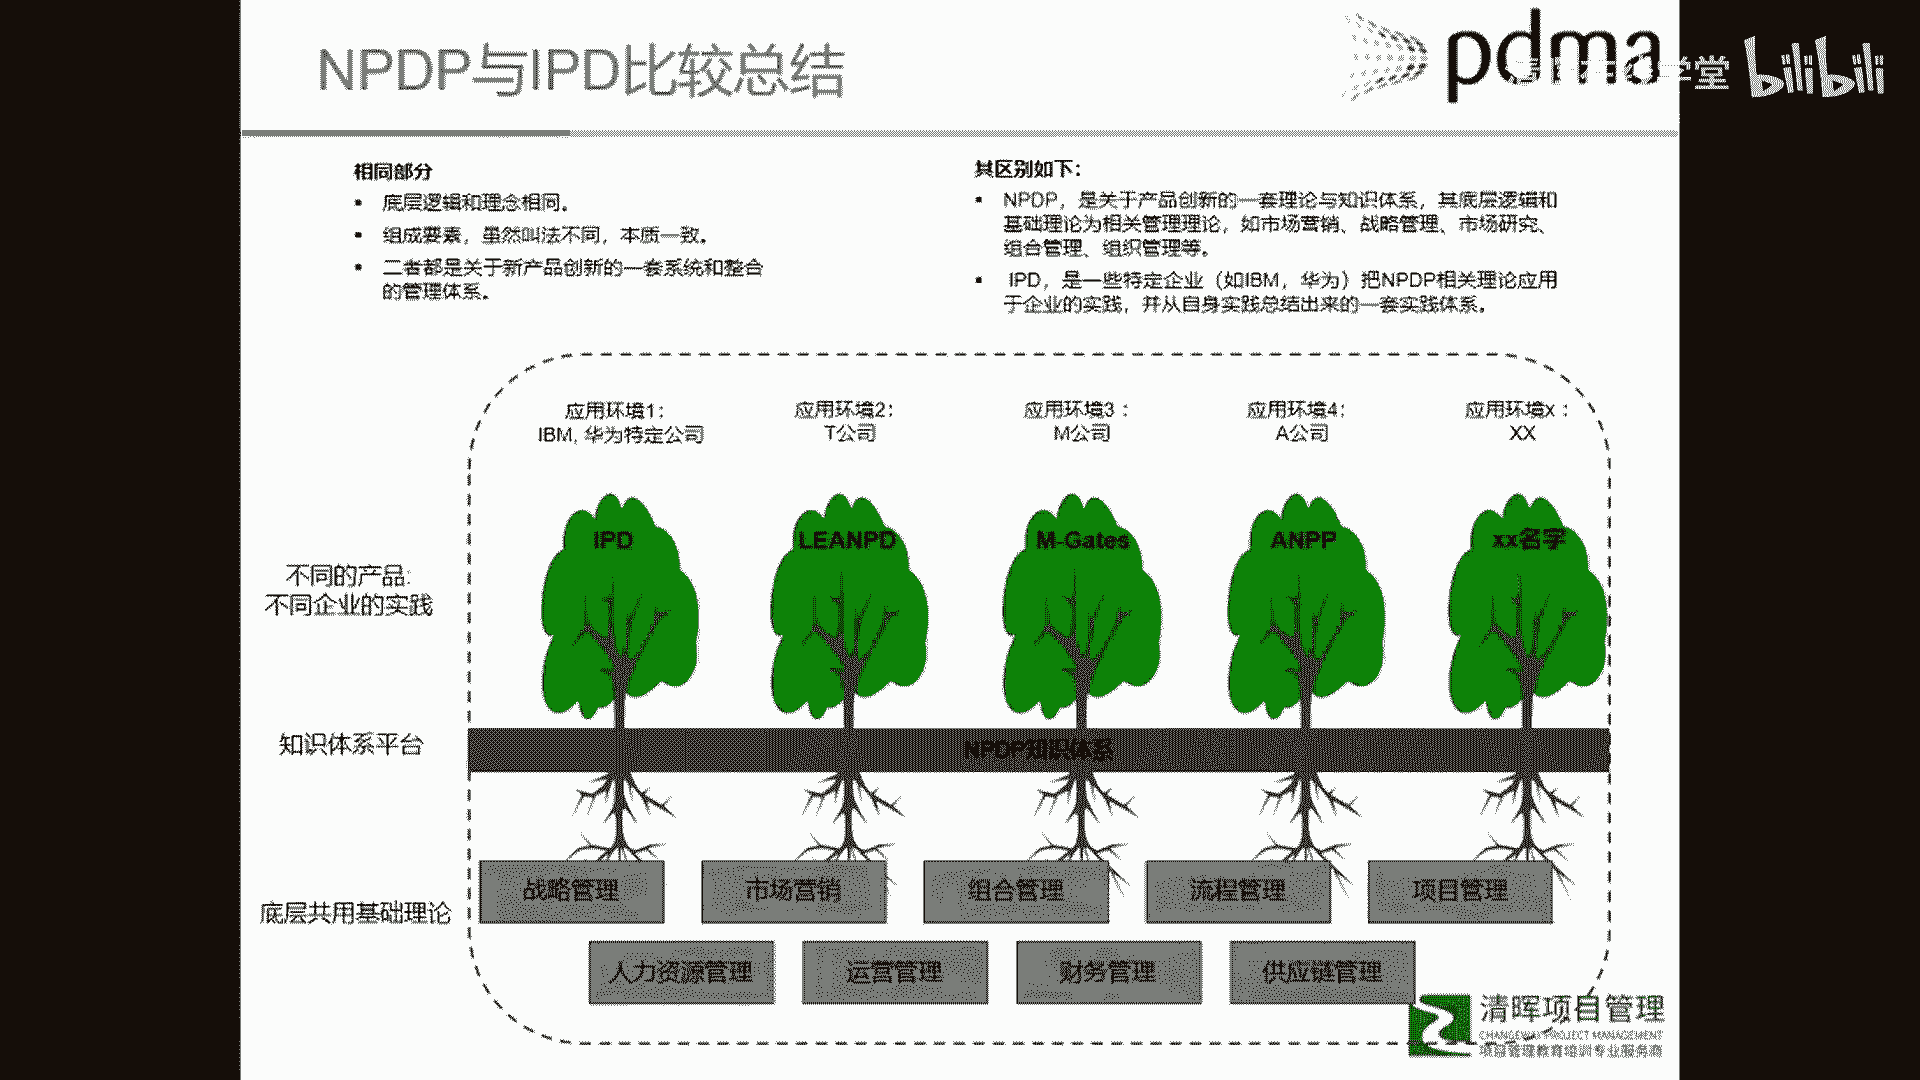 NPDP与IPD比较总结
pdma
学堂
bilibili
相同部分
• 底层逻辑和理念相同。
• 组成要素，虽然叫法不同，本质一致。
• 二者都是关于新产品创新的一套系统和整合
的管理体系。
其区别如下：
• NPDP，是关于产品创新的一套理论与知识体系，其底层逻辑和
基础理论为相关管理理论，如市场营销、战略管理、市场研究、
组合管理、组织管理等。
• IPD，是一些特定企业（如IBM，华为）把NPDP相关理论应用
于企业的实践，并从自身实践总结出来的一套实践体系。
应用环境1：
IBM, 华为特定公司
应用环境2：
T公司
应用环境3：
M公司
应用环境4：
A公司
应用环境x：
XX
IPD
LEANPD
M-Gates
ANPP
xx名字
不同的产品:
不同企业的实践
知识体系平台
NPDP知识体系
底层共用基础理论
战略管理
市场营销
组合管理
流程管理
项目管理
人力资源管理
运营管理
财务管理
供应链管理
清晖项目管理
CHANGEWAY PROJECT MANAGEMENT
项目管理教育培训专业服务商